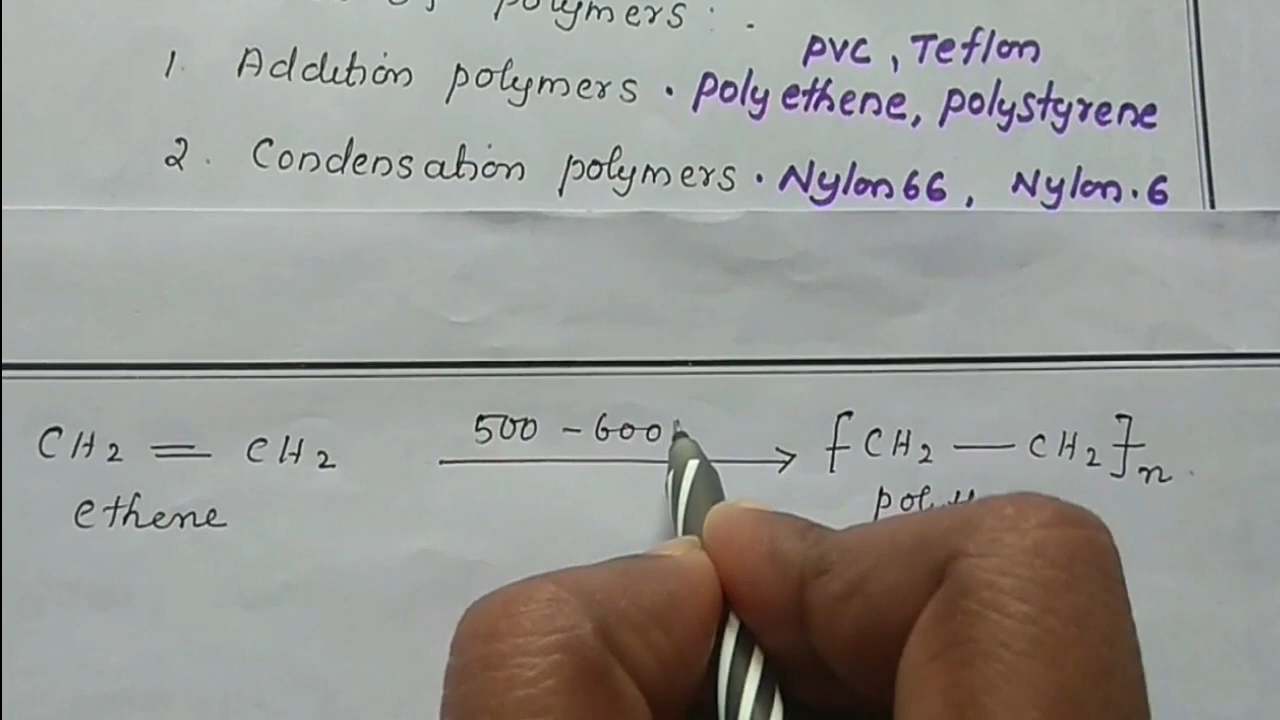 polymers : -
PVC, Teflon
1. Addition polymers . polyethene, polystyrene
2. Condensation polymers . Nylon 66, Nylon.6
CH2 = CH2 500 - 600 [CH2 — CH2]n
ethene